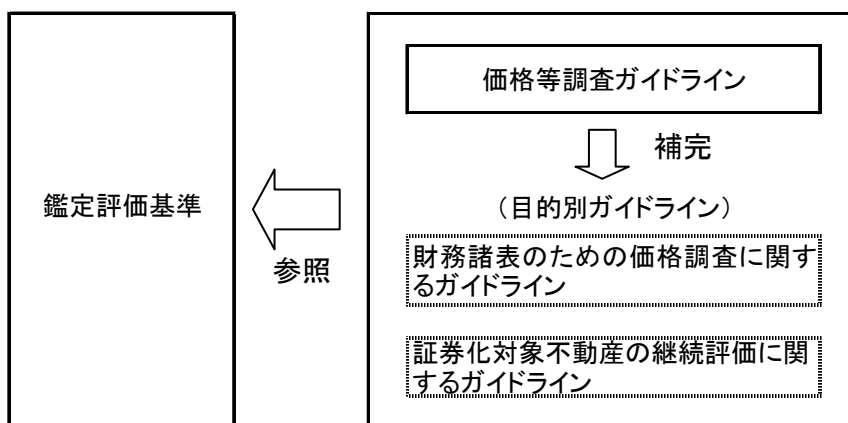 鑑定評価基準
参照
価格等調査ガイドライン
補完
(目的別ガイドライン)
財務諸表のための価格調査に関す
るガイドライン
証券化対象不動産の継続評価に関
するガイドライン